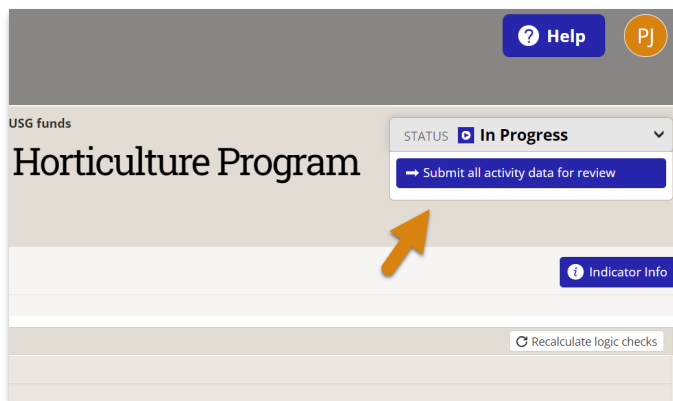 Help
PJ
USG funds
Horticulture Program
STATUS In Progress
Submit all activity data for review
Indicator Info
Recalculate logic checks